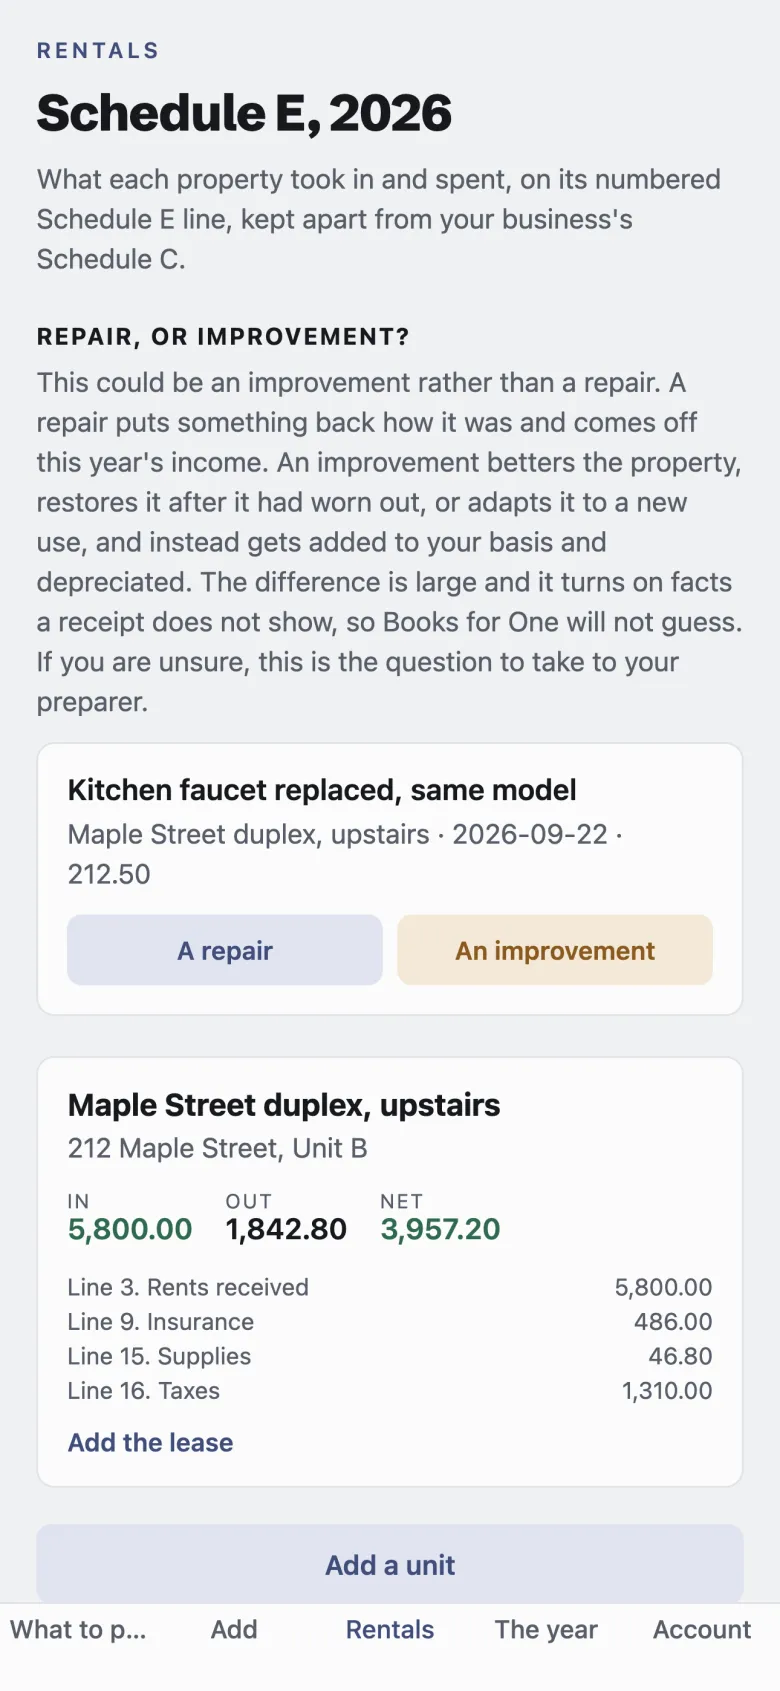 RENTALS
Schedule E, 2026
What each property took in and spent, on its numbered
Schedule E line, kept apart from your business's
Schedule C.
REPAIR, OR IMPROVEMENT?
This could be an improvement rather than a repair. A
repair puts something back how it was and comes off
this year's income. An improvement betters the property,
restores it after it had worn out, or adapts it to a new
use, and instead gets added to your basis and
depreciated. The difference is large and it turns on facts
a receipt does not show, so Books for One will not guess.
If you are unsure, this is the question to take to your
preparer.
Kitchen faucet replaced, same model
Maple Street duplex, upstairs · 2026-09-22 ·
212.50
A repair An improvement
Maple Street duplex, upstairs
212 Maple Street, Unit B
IN OUT NET
5,800.00 1,842.80 3,957.20
Line 3. Rents received 5,800.00
Line 9. Insurance 486.00
Line 15. Supplies 46.80
Line 16. Taxes 1,310.00
Add the lease
Add a unit
What to p... Add Rentals The year Account